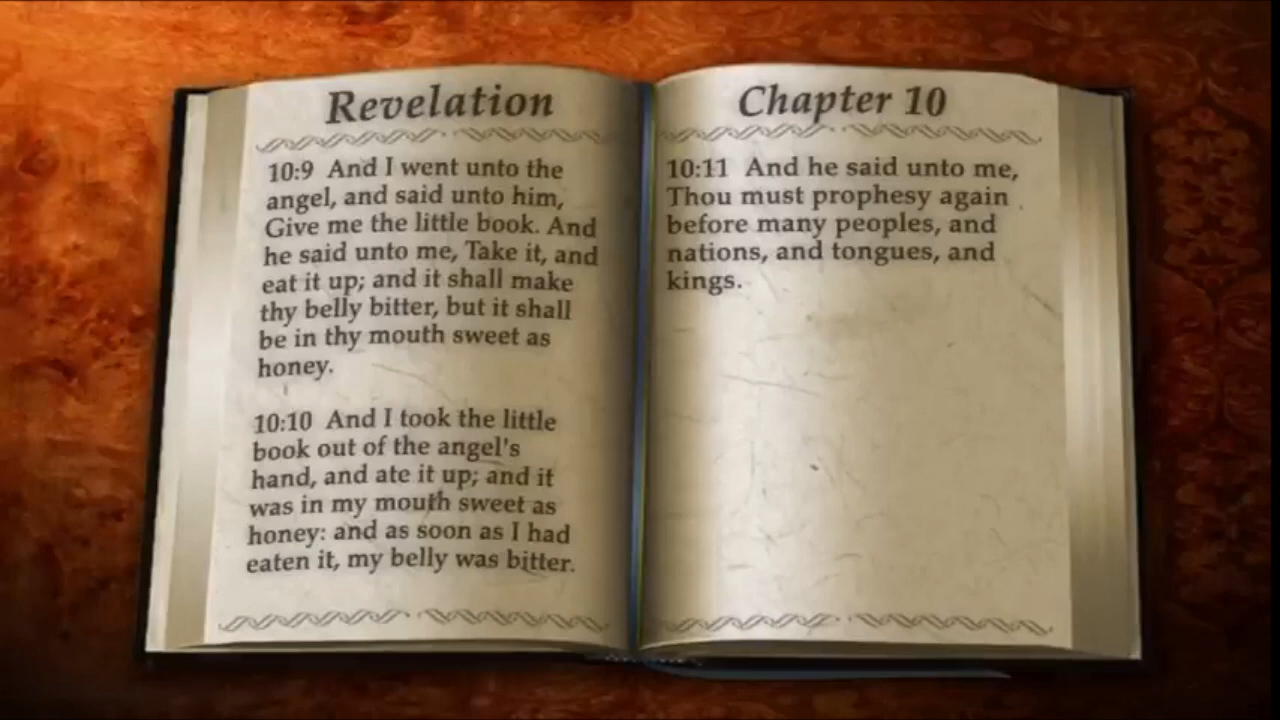 Revelation
10:9 And I went unto the
angel, and said unto him,
Give me the little book. And
he said unto me, Take it, and
eat it up; and it shall make
thy belly bitter, but it shall
be in thy mouth sweet as
honey.
10:10 And I took the little
book out of the angel's
hand, and ate it up; and it
was in my mouth sweet as
honey: and as soon as I had
eaten it, my belly was bitter.
Chapter 10
10:11 And he said unto me,
Thou must prophesy again
before many peoples, and
nations, and tongues, and
kings.